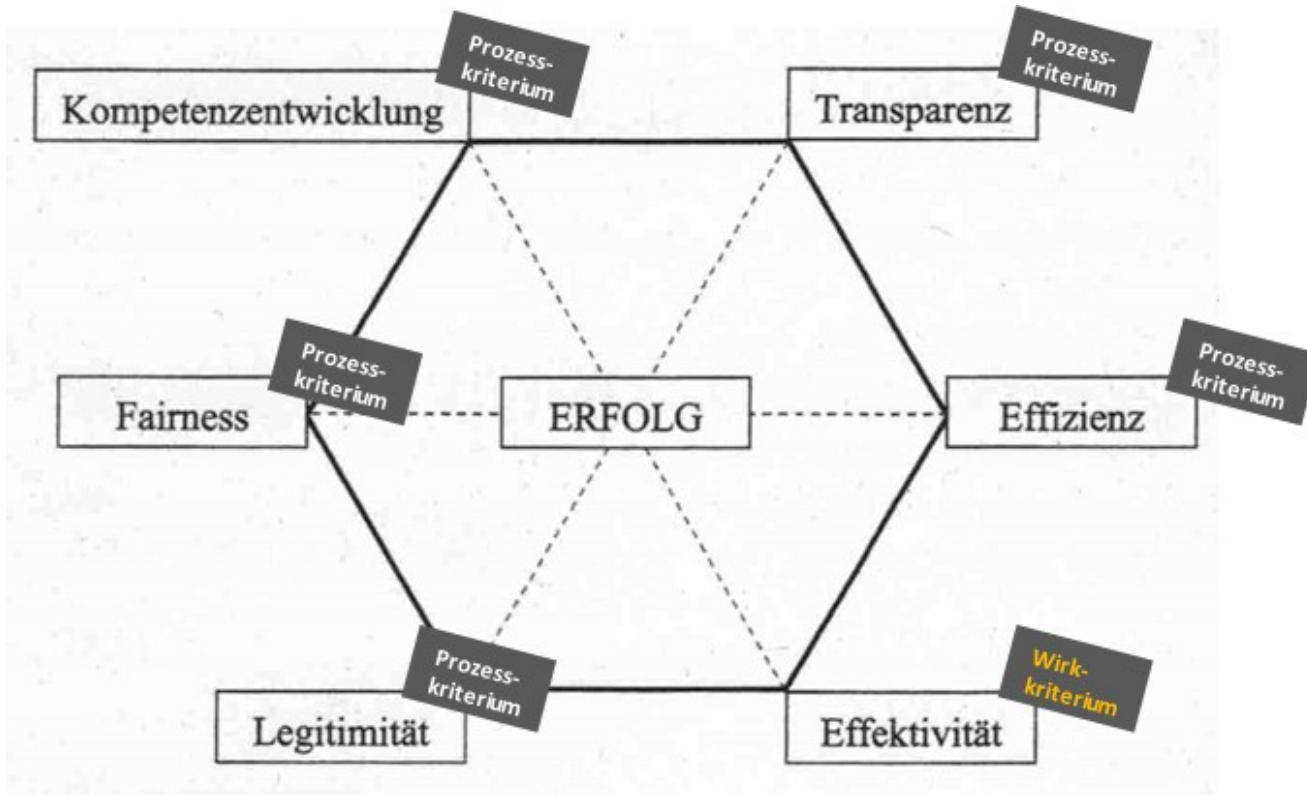 Prozess-
kriterium
Kompetenzentwicklung
Prozess-
kriterium
Transparenz
Prozess-
kriterium
Fairness
ERFOLG
Prozess-
kriterium
Effizienz
Prozess-
kriterium
Legitimität
Wirk-
kriterium
Effektivität